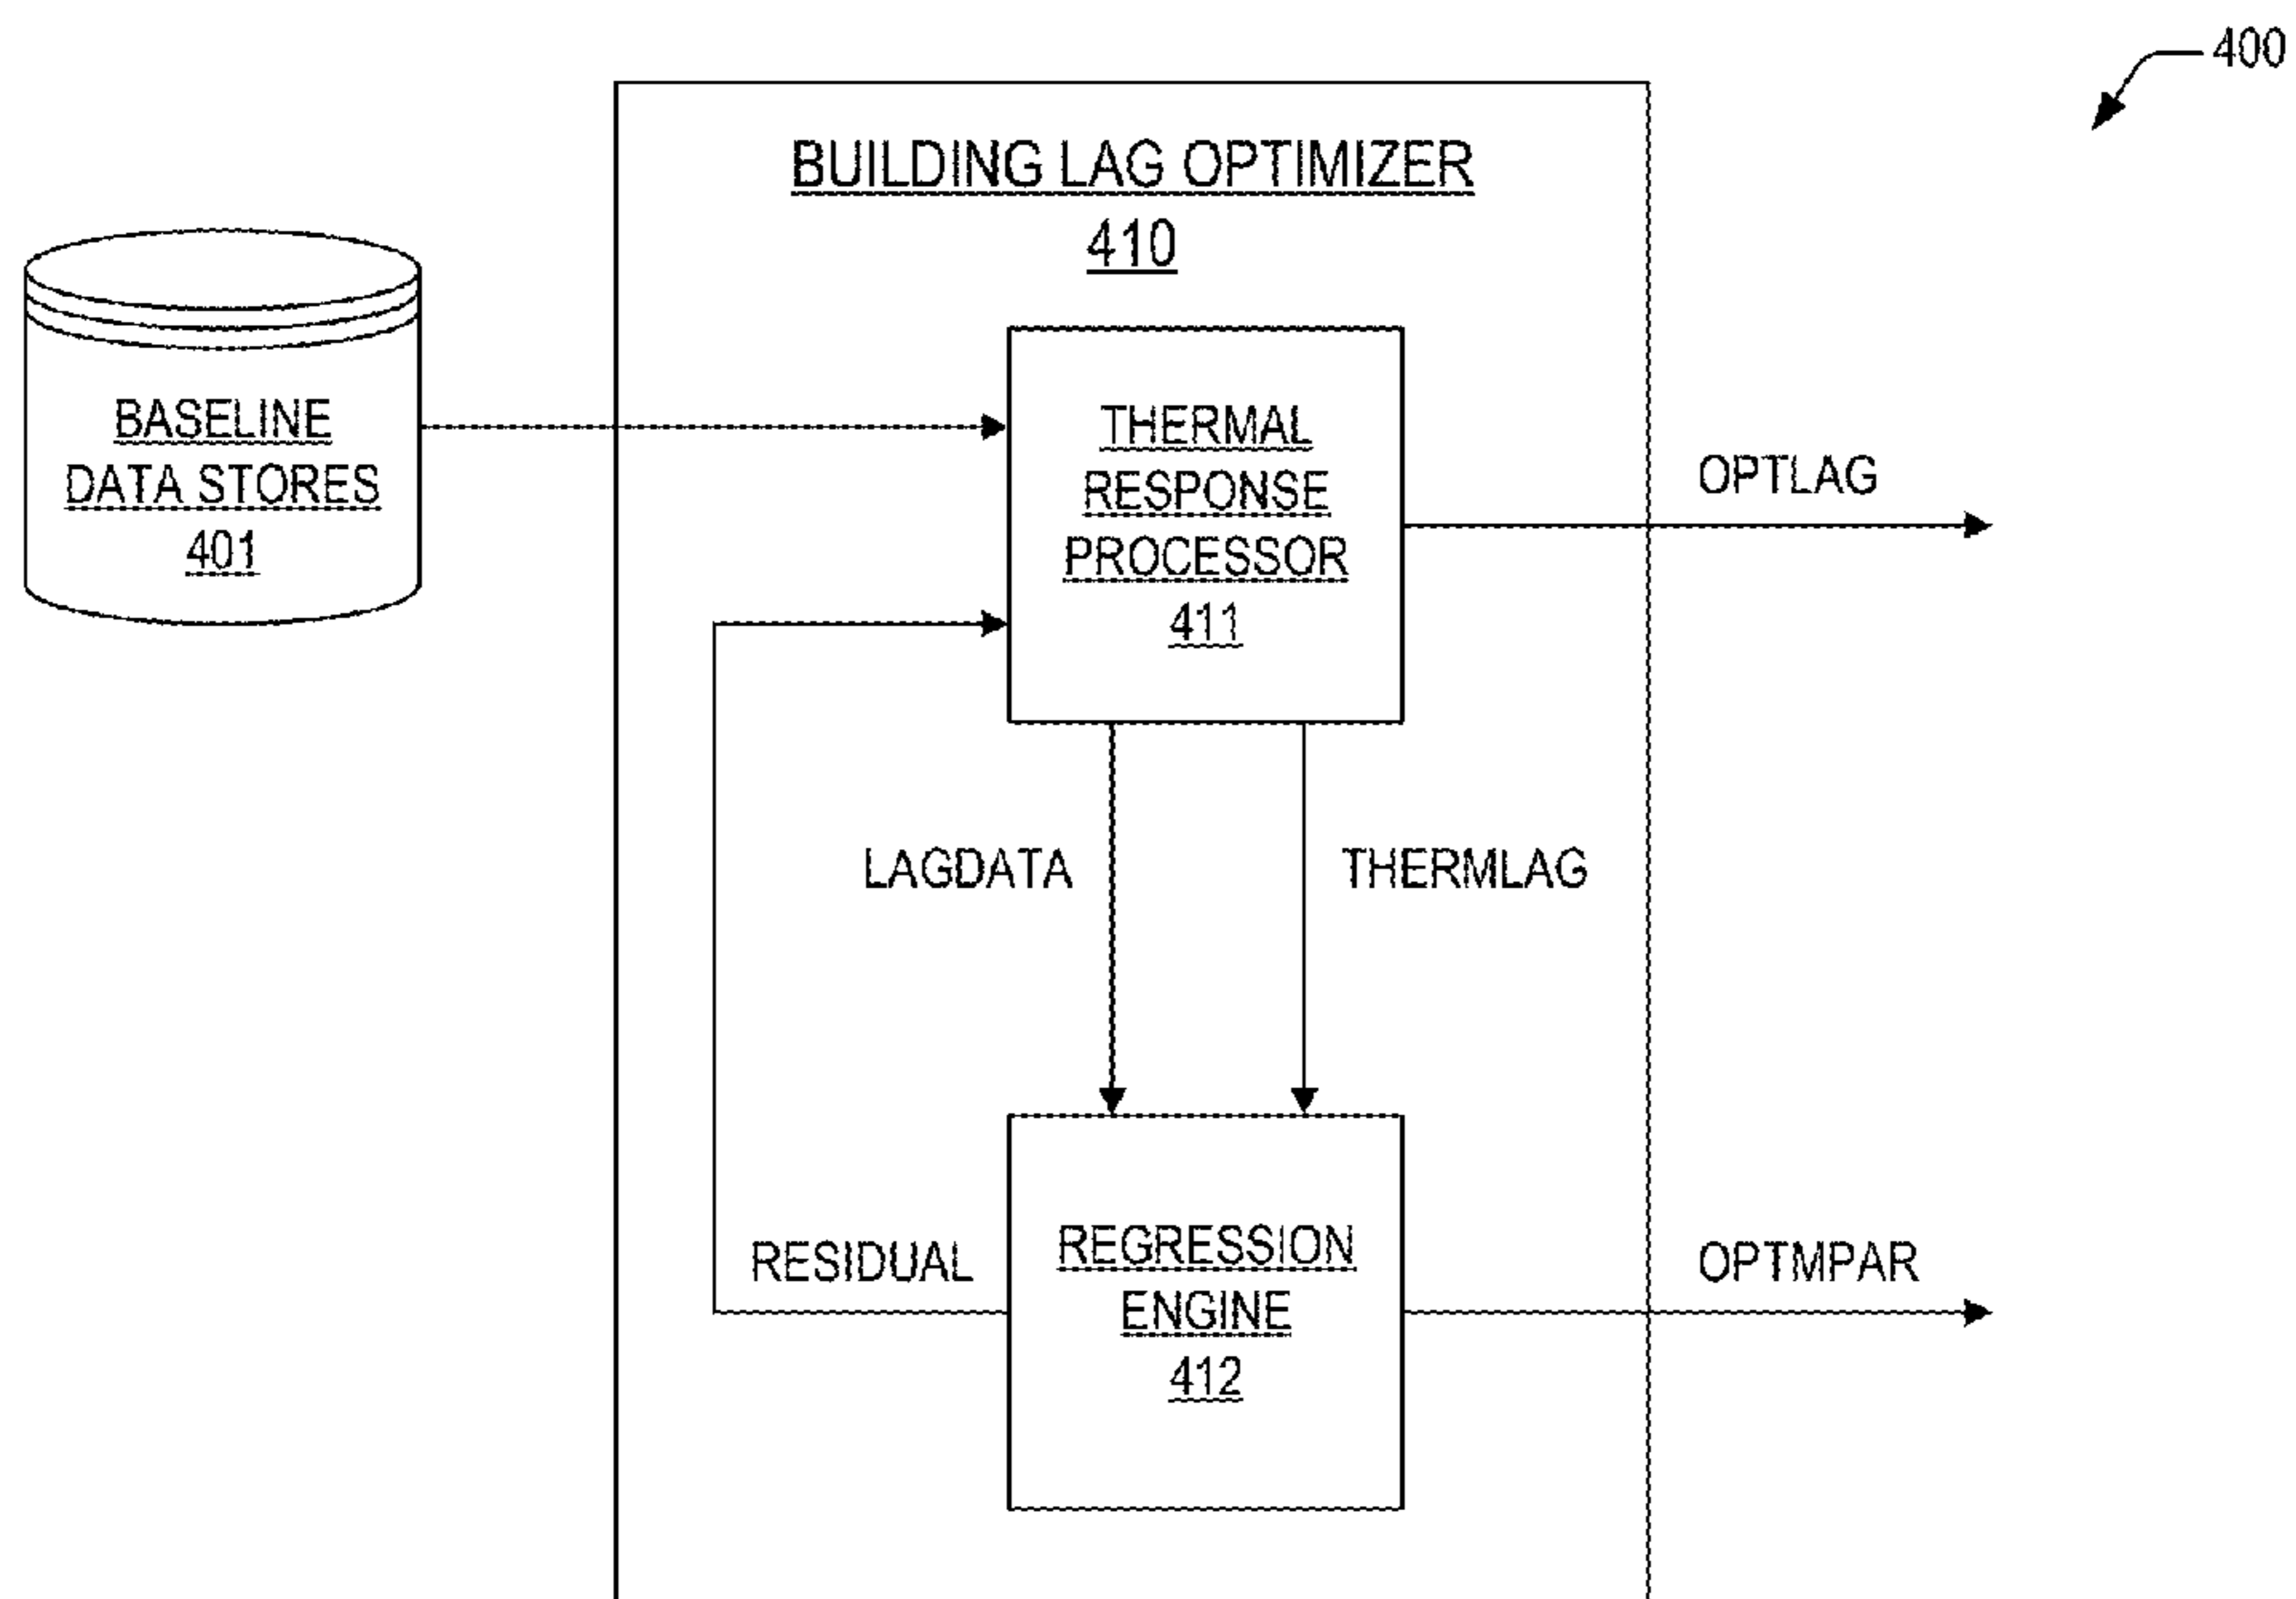 400
BUILDING LAG OPTIMIZER
410
BASELINE
DATA STORES
401
THERMAL
RESPONSE
PROCESSOR
411
OPTLAG
LAGDATA
THERMLAG
RESIDUAL
REGRESSION
ENGINE
412
OPTMPAR